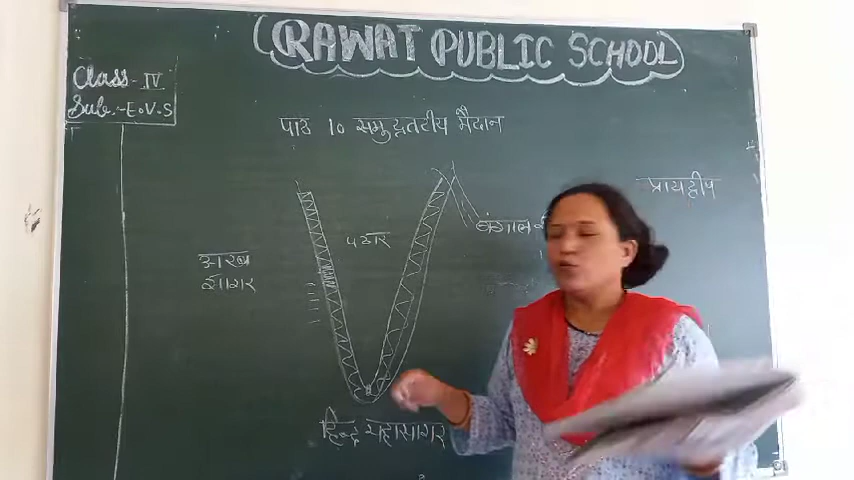 RAWAT PUBLIC SCHOOL
Class - IV
Sub. - E.V.S
पाठ 10 समुद्रतटीय मैदान
प्रायद्वीप
बंगाल
पठार
अरब
सागर
हिन्द महासागर